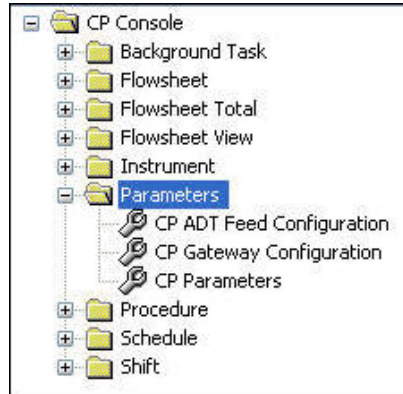 CP Console
Background Task
Flowsheet
Flowsheet Total
Flowsheet View
Instrument
Parameters
CP ADT Feed Configuration
CP Gateway Configuration
CP Parameters
Procedure
Schedule
Shift